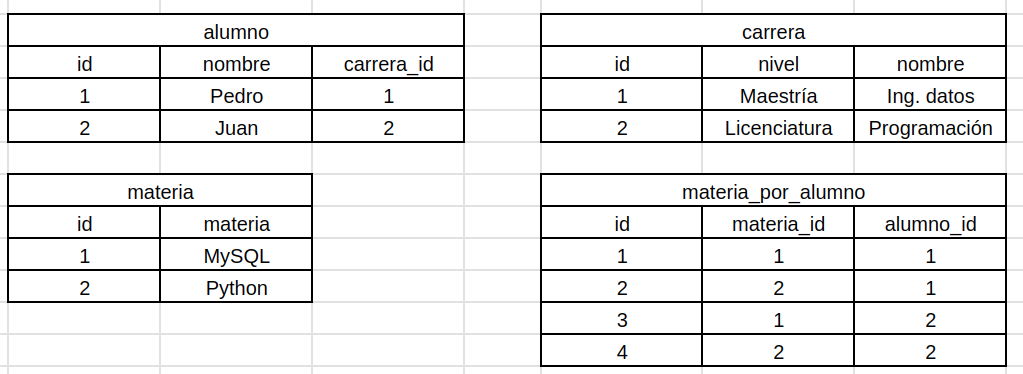 alumno
id nombre carrera_id
1 Pedro 1
2 Juan 2
carrera
id nivel nombre
1 Maestría Ing. datos
2 Licenciatura Programación
materia
id materia
1 MySQL
2 Python
materia_por_alumno
id materia_id alumno_id
1 1 1
2 2 1
3 1 2
4 2 2